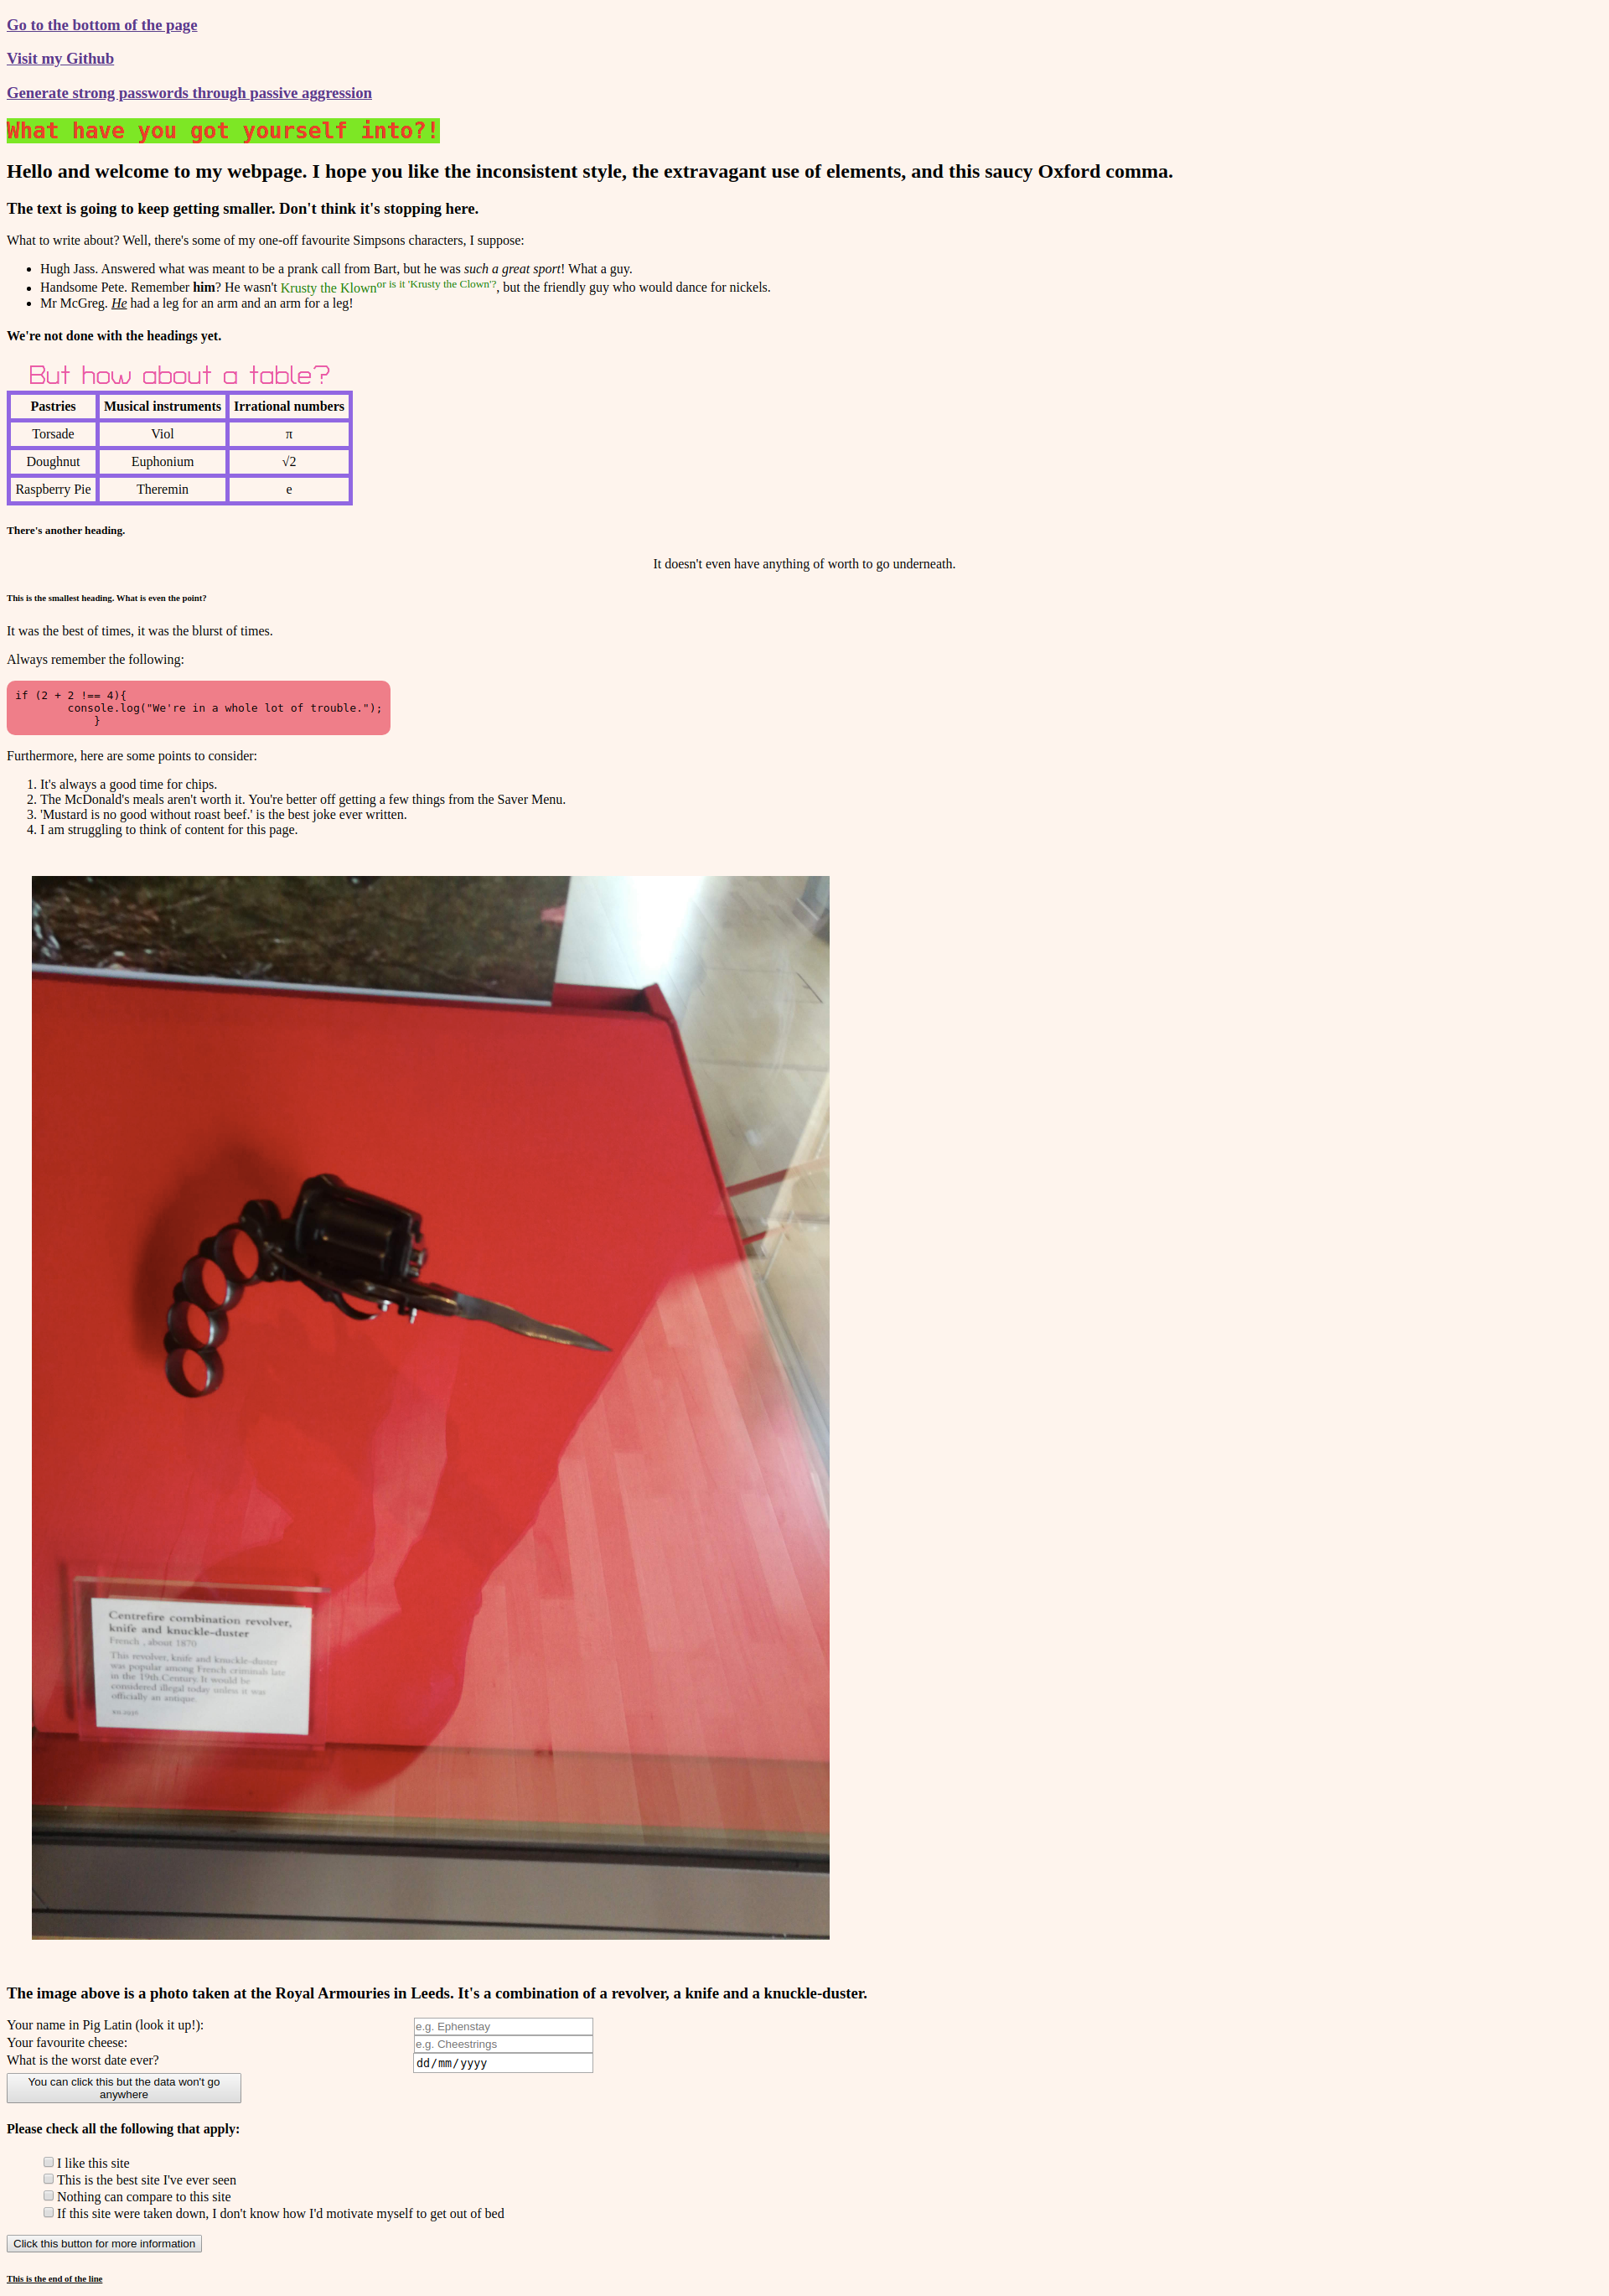 Go to the bottom of the page
Visit my Github
Generate strong passwords through passive aggression
What have you got yourself into?!
Hello and welcome to my webpage. I hope you like the inconsistent style, the extravagant use of elements, and this saucy Oxford comma.
The text is going to keep getting smaller. Don't think it's stopping here.
What to write about? Well, there's some of my one-off favourite Simpsons characters, I suppose:
• Hugh Jass. Answered what was meant to be a prank call from Bart, but he was such a great sport! What a guy.
• Handsome Pete. Remember him? He wasn't Krusty the Klown or is it 'Krusty the Clown'?, but the friendly guy who would dance for nickels.
• Mr McGreg. He had a leg for an arm and an arm for a leg!
We're not done with the headings yet.
But how about a table?
Pastries Musical instruments Irrational numbers
Torsade Viol π
Doughnut Euphonium √2
Raspberry Pie Theremin e
There's another heading.
It doesn't even have anything of worth to go underneath.
This is the smallest heading. What is even the point?
It was the best of times, it was the blurst of times.
Always remember the following:
if (2 + 2 !== 4){
console.log("We're in a whole lot of trouble.");
}
Furthermore, here are some points to consider:
1. It's always a good time for chips.
2. The McDonald's meals aren't worth it. You're better off getting a few things from the Saver Menu.
3. 'Mustard is no good without roast beef.' is the best joke ever written.
4. I am struggling to think of content for this page.
Centrefire combination revolver,
knife and knuckle-duster
French , about 1870
This revolver, knife and knuckle-duster
was popular among French criminals late
in the 19th Century. It would be
considered illegal today unless it was
officially an antique.
The image above is a photo taken at the Royal Armouries in Leeds. It's a combination of a revolver, a knife and a knuckle-duster.
Your name in Pig Latin (look it up!): e.g. Ephenstay
Your favourite cheese: e.g. Cheestrings
What is the worst date ever? dd/mm/yyyy
You can click this but the data won't go
anywhere
Please check all the following that apply:
I like this site
This is the best site I've ever seen
Nothing can compare to this site
If this site were taken down, I don't know how I'd motivate myself to get out of bed
Click this button for more information
This is the end of the line